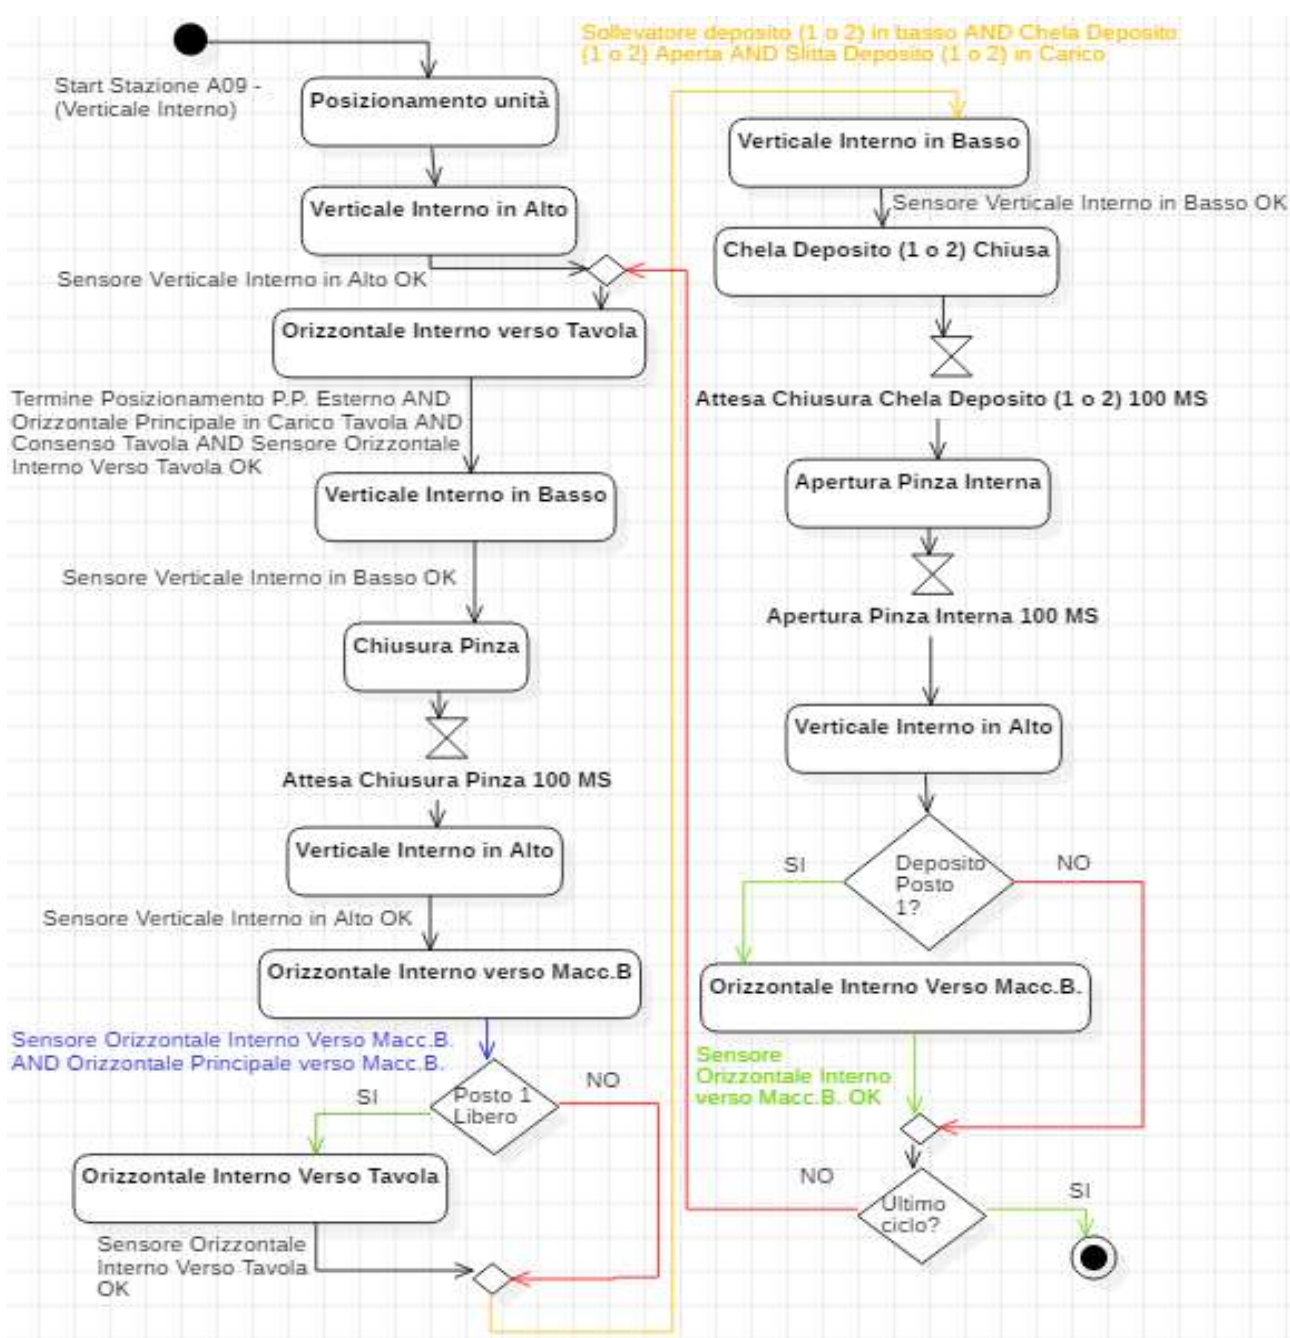 Start Stazione A09 -
(Verticale Interno)
Posizionamento unità
Verticale Interno in Alto
Sensore Verticale Interno in Alto OK
Orizzontale Interno verso Tavola
Termine Posizionamento P.P. Esterno AND
Orizzontale Principale in Carico Tavola AND
Consenso Tavola AND Sensore Orizzontale
Interno Verso Tavola OK
Verticale Interno in Basso
Sensore Verticale Interno in Basso OK
Chiusura Pinza
Attesa Chiusura Pinza 100 MS
Verticale Interno in Alto
Sensore Verticale Interno in Alto OK
Orizzontale Interno verso Macc.B
Sensore Orizzontale Interno Verso Macc.B.
AND Orizzontale Principale verso Macc.B.
Posto 1
Libero
SI
NO
Orizzontale Interno Verso Tavola
Sensore Orizzontale
Interno Verso Tavola
OK
Sollevatore deposito (1 o 2) in basso AND Chela Deposito
(1 o 2) Aperta AND Slitta Deposito (1 o 2) in Carico
Verticale Interno in Basso
Sensore Verticale Interno in Basso OK
Chela Deposito (1 o 2) Chiusa
Attesa Chiusura Chela Deposito (1 o 2) 100 MS
Apertura Pinza Interna
Apertura Pinza Interna 100 MS
Verticale Interno in Alto
Deposito
Posto
1?
SI
NO
Orizzontale Interno Verso Macc.B.
Sensore
Orizzontale Interno
verso Macc.B. OK
Ultimo
ciclo?
NO
SI